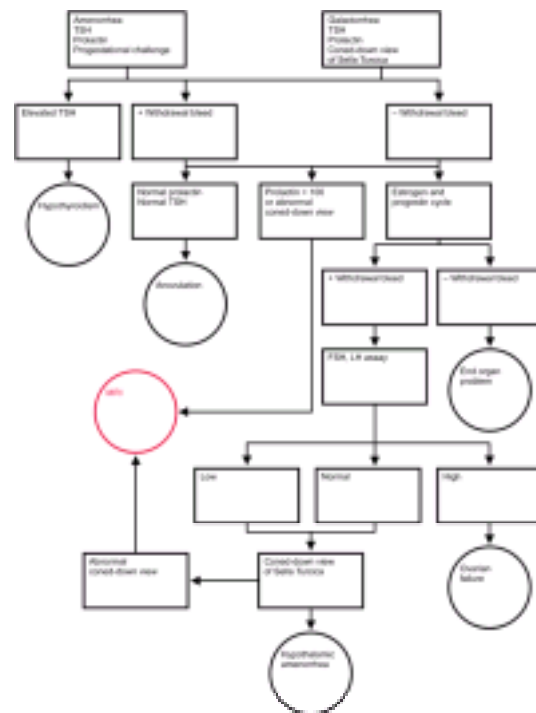 Amenorrhea
TSH
Prolactin
Progestational challenge
Galactorrhea
TSH
Prolactin
Coned-down view
of Sella Turcica
Elevated TSH
+ Withdrawal bleed
– Withdrawal bleed
Hypothyroidism
Normal prolactin
Normal TSH
Prolactin > 100
or abnormal
coned-down view
Estrogen and
progestin cycle
Anovulation
+ Withdrawal bleed
– Withdrawal bleed
FSH, LH assay
End organ
problem
Low
Normal
High
Abnormal
coned-down view
Coned-down view
of Sella Turcica
Ovarian
failure
Hypothalamic
amenorrhea